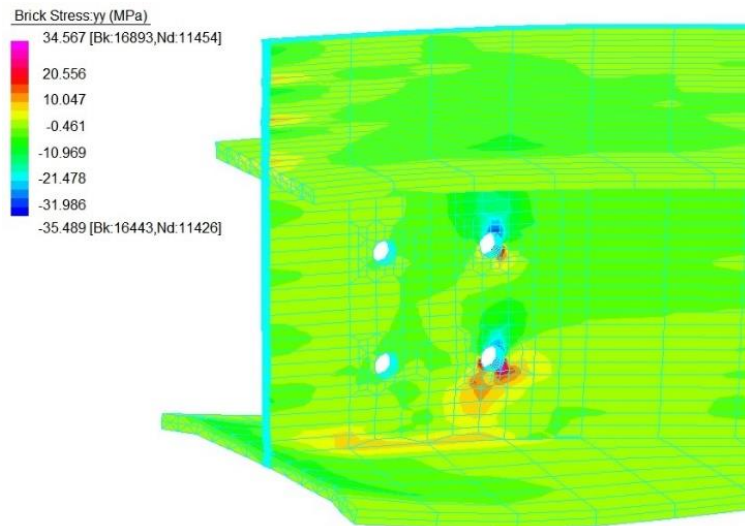 Brick Stress:yy (MPa)
34.567 [Bk:16893,Nd:11454]
20.556
10.047
-0.461
-10.969
-21.478
-31.986
-35.489 [Bk:16443,Nd:11426]